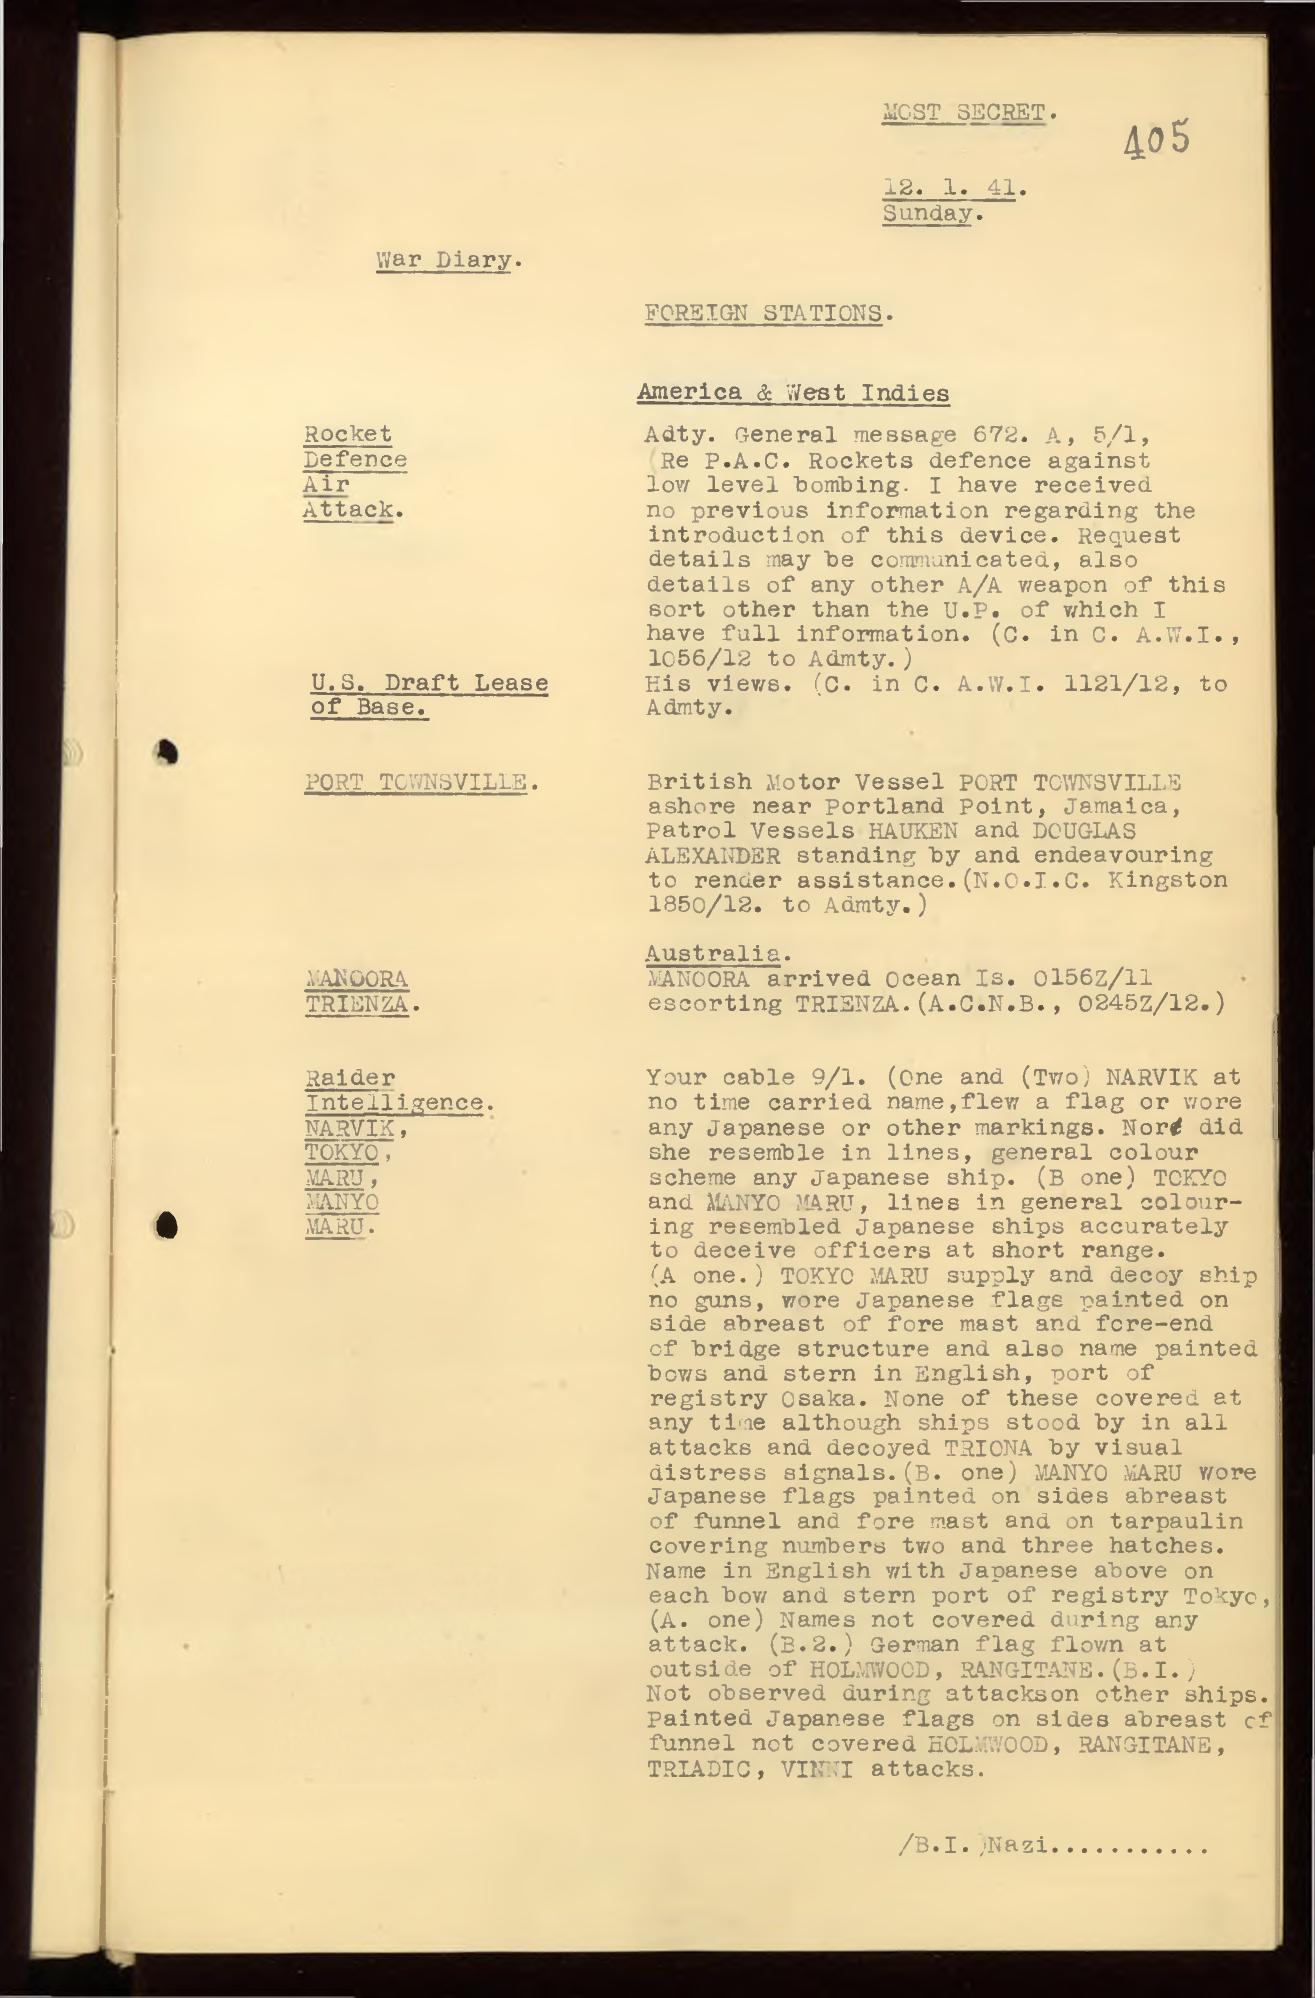 MOST SECRET.
405
12. 1. 41.
Sunday.
War Diary.
FOREIGN STATIONS.
America & West Indies
Rocket
Defence
Air
Attack.
Adty. General message 672. A, 5/1,
Re P.A.C. Rockets defence against
low level bombing. I have received
no previous information regarding the
introduction of this device. Request
details may be communicated, also
details of any other A/A weapon of this
sort other than the U.P. of which I
have full information. (C. in C. A.W.I.,
1056/12 to Admty.)
U.S. Draft Lease
of Base.
His views. (C. in C. A.W.I. 1121/12, to
Admty.
PORT TOWNSVILLE.
British Motor Vessel PORT TOWNSVILLE
ashore near Portland Point, Jamaica,
Patrol Vessels HAUKEN and DOUGLAS
ALEXANDER standing by and endeavouring
to render assistance.(N.O.I.C. Kingston
1850/12. to Admty.)
Australia.
MANOORA
TRIENZA.
MANOORA arrived Ocean Is. 0156Z/11
escorting TRIENZA.(A.C.N.B., 0245Z/12.)
Raider
Intelligence.
NARVIK,
TOKYO,
MARU,
MANYO
MARU.
Your cable 9/1. (One and (Two) NARVIK at
no time carried name,flew a flag or wore
any Japanese or other markings. Nor did
she resemble in lines, general colour
scheme any Japanese ship. (B one) TOKYO
and MANYO MARU, lines in general colour-
ing resembled Japanese ships accurately
to deceive officers at short range.
(A one.) TOKYO MARU supply and decoy ship
no guns, wore Japanese flags painted on
side abreast of fore mast and fore-end
of bridge structure and also name painted
bows and stern in English, port of
registry Osaka. None of these covered at
any time although ships stood by in all
attacks and decoyed TRIONA by visual
distress signals.(B. one) MANYO MARU wore
Japanese flags painted on sides abreast
of funnel and fore mast and on tarpaulin
covering numbers two and three hatches.
Name in English with Japanese above on
each bow and stern port of registry Tokyo,
(A. one) Names not covered during any
attack. (B.2.) German flag flown at
outside of HOLMWOOD, RANGITANE.(B.I.)
Not observed during attackson other ships.
Painted Japanese flags on sides abreast of
funnel not covered HOLMWOOD, RANGITANE,
TRIADIC, VINNI attacks.
/B.I.)Nazi...........